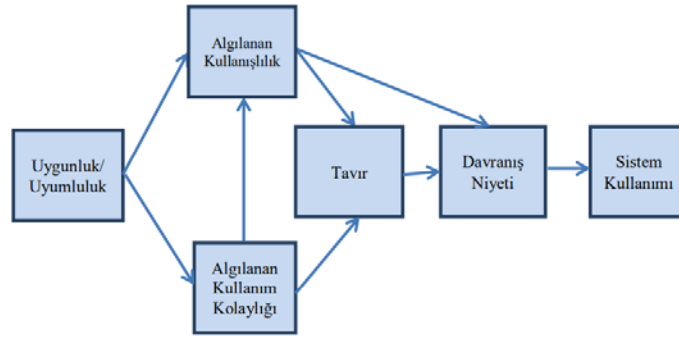 Algılanan
Kullanışlılık
Uygunluk/
Uyumluluk
Tavır
Davranış
Niyeti
Sistem
Kullanımı
Algılanan
Kullanım
Kolaylığı